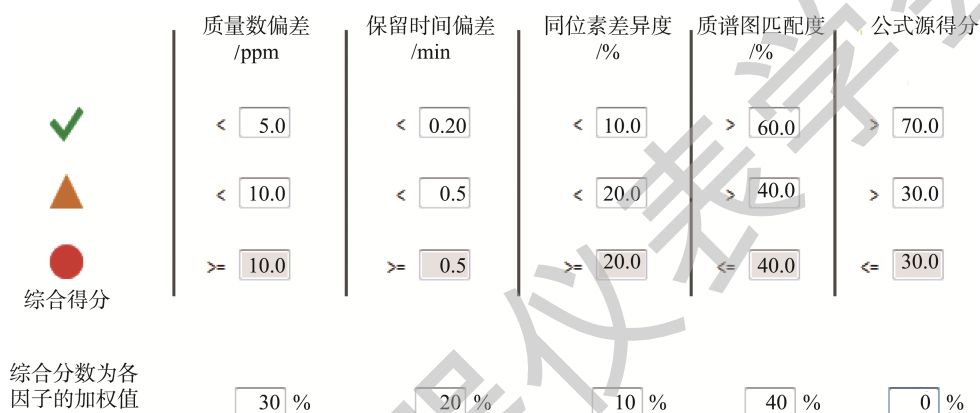 质量数偏差 保留时间偏差 同位素差异度 质谱图匹配度 公式源得分
/ppm /min /% /%
< 5.0 < 0.20 < 10.0 > 60.0 > 70.0
< 10.0 < 0.5 < 20.0 > 40.0 > 30.0
>= 10.0 >= 0.5 >= 20.0 <= 40.0 <= 30.0
综合得分
综合分数为各
因子的加权值 30 % 20 % 10 % 40 % 0 %
仪表学